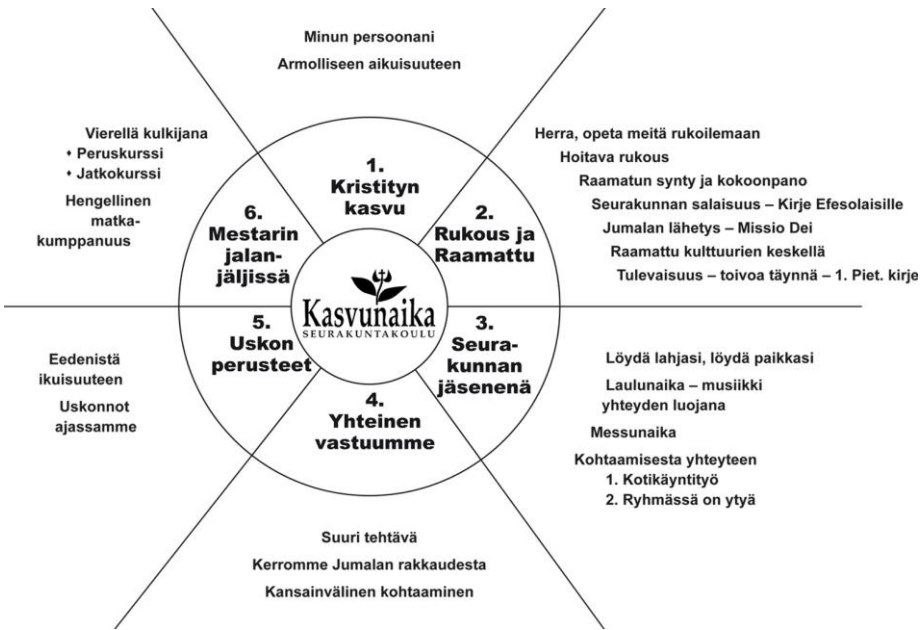 Minun persoonani
Armolliseen aikuisuuteen
1.
Kristityn
kasvu
Herra, opeta meitä rukoilemaan
Hoitava rukous
Raamatun synty ja kokoonpano
Seurakunnan salaisuus – Kirje Efesolaisille
Jumalan lähetys – Missio Dei
Raamattu kulttuurien keskellä
Tulevaisuus – toivoa täynnä – 1. Piet. kirje
2.
Rukous ja
Raamattu
Löydä lahjasi, löydä paikkasi
Laulunaika – musiikki
yhteyden luojana
Messunaika
Kohtaamisesta yhteyteen
1. Kotikäyntityö
2. Ryhmässä on ytyä
3.
Seura-
kunnan
jäsenenä
4.
Yhteinen
vastuumme
Suuri tehtävä
Kerromme Jumalan rakkaudesta
Kansainvälinen kohtaaminen
5.
Uskon
perusteet
Eedenistä
ikuisuuteen
Uskonnot
ajassamme
6.
Mestarin
jalan-
jäljissä
Vierellä kulkijana
♦ Peruskurssi
♦ Jatkokurssi
Hengellinen
matka-
kumppanuus
Kasvunaika
SEURAKUNTAKOULU